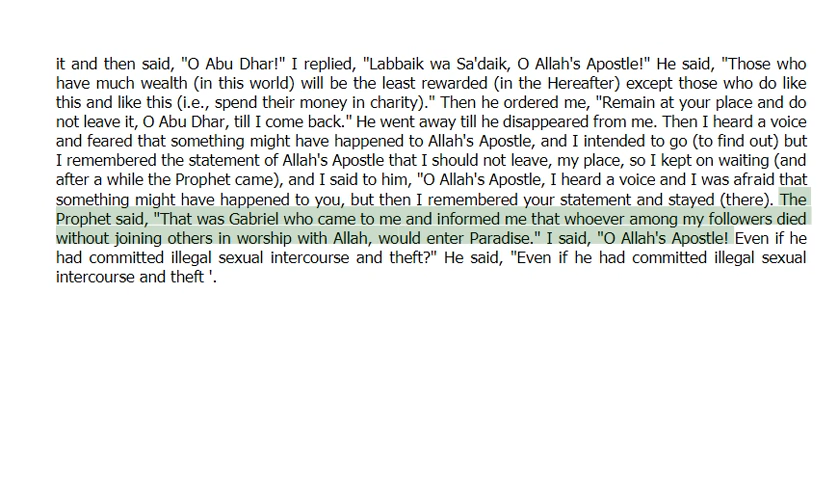 it and then said, "O Abu Dhar!" I replied, "Labbaik wa Sa'daik, O Allah's Apostle!" He said, "Those who
have much wealth (in this world) will be the least rewarded (in the Hereafter) except those who do like
this and like this (i.e., spend their money in charity)." Then he ordered me, "Remain at your place and do
not leave it, O Abu Dhar, till I come back." He went away till he disappeared from me. Then I heard a voice
and feared that something might have happened to Allah's Apostle, and I intended to go (to find out) but
I remembered the statement of Allah's Apostle that I should not leave, my place, so I kept on waiting (and
after a while the Prophet came), and I said to him, "O Allah's Apostle, I heard a voice and I was afraid that
something might have happened to you, but then I remembered your statement and stayed (there). The
Prophet said, "That was Gabriel who came to me and informed me that whoever among my followers died
without joining others in worship with Allah, would enter Paradise." I said, "O Allah's Apostle! Even if he
had committed illegal sexual intercourse and theft?" He said, "Even if he had committed illegal sexual
intercourse and theft '.